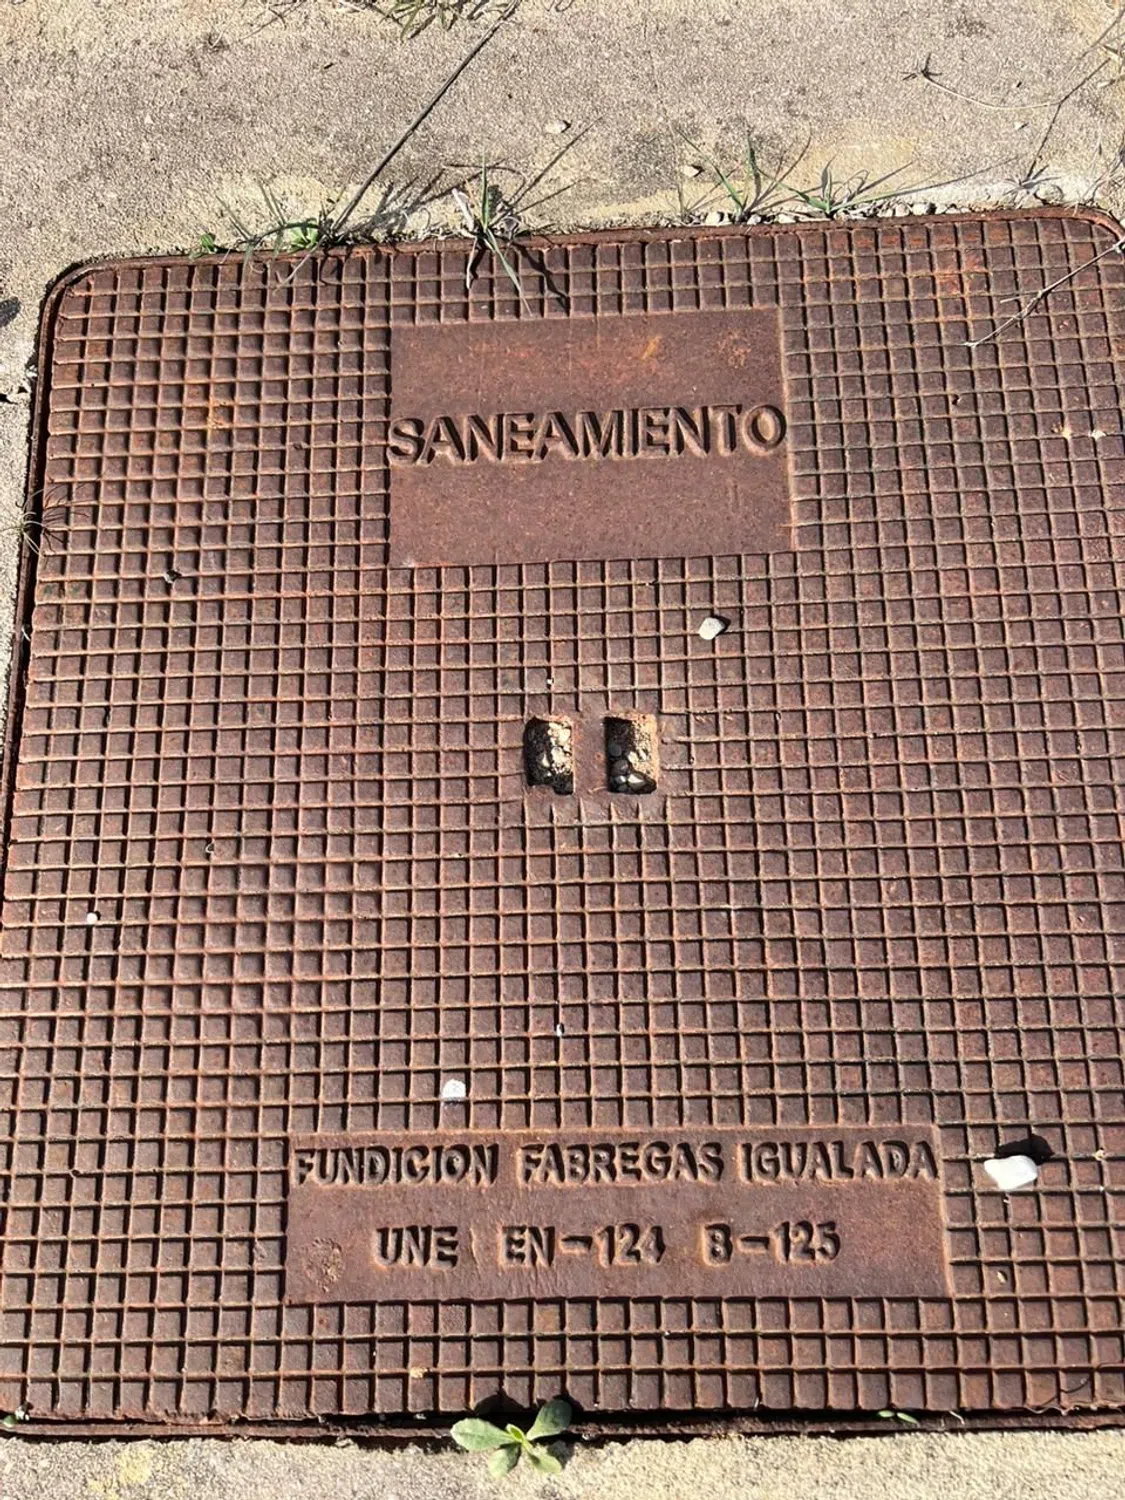 SANEAMIENTO
FUNDICION FABREGAS IGUALADA
UNE EN-124 B-125